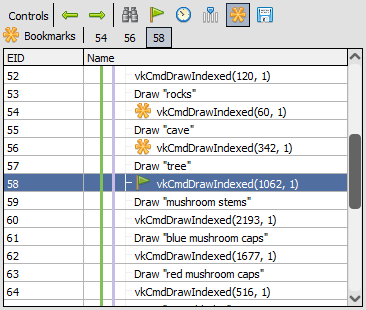 Controls
Bookmarks 54 56 58
EID Name
52 vkCmdDrawIndexed(120, 1)
53 Draw "rocks"
54 vkCmdDrawIndexed(60, 1)
55 Draw "cave"
56 vkCmdDrawIndexed(342, 1)
57 Draw "tree"
58 vkCmdDrawIndexed(1062, 1)
59 Draw "mushroom stems"
60 vkCmdDrawIndexed(2193, 1)
61 Draw "blue mushroom caps"
62 vkCmdDrawIndexed(1677, 1)
63 Draw "red mushroom caps"
64 vkCmdDrawIndexed(516, 1)